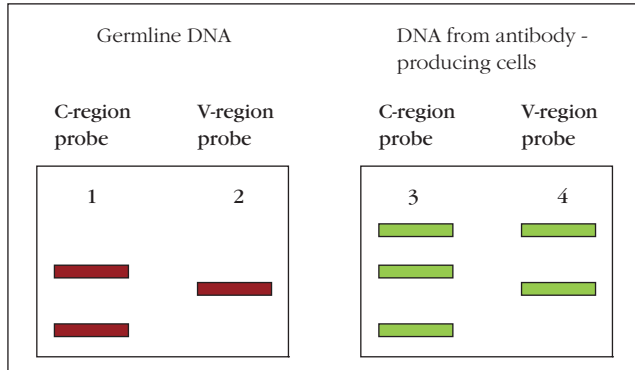 Germline DNA
DNA from antibody -
producing cells
C-region
probe
V-region
probe
C-region
probe
V-region
probe
1
2
3
4